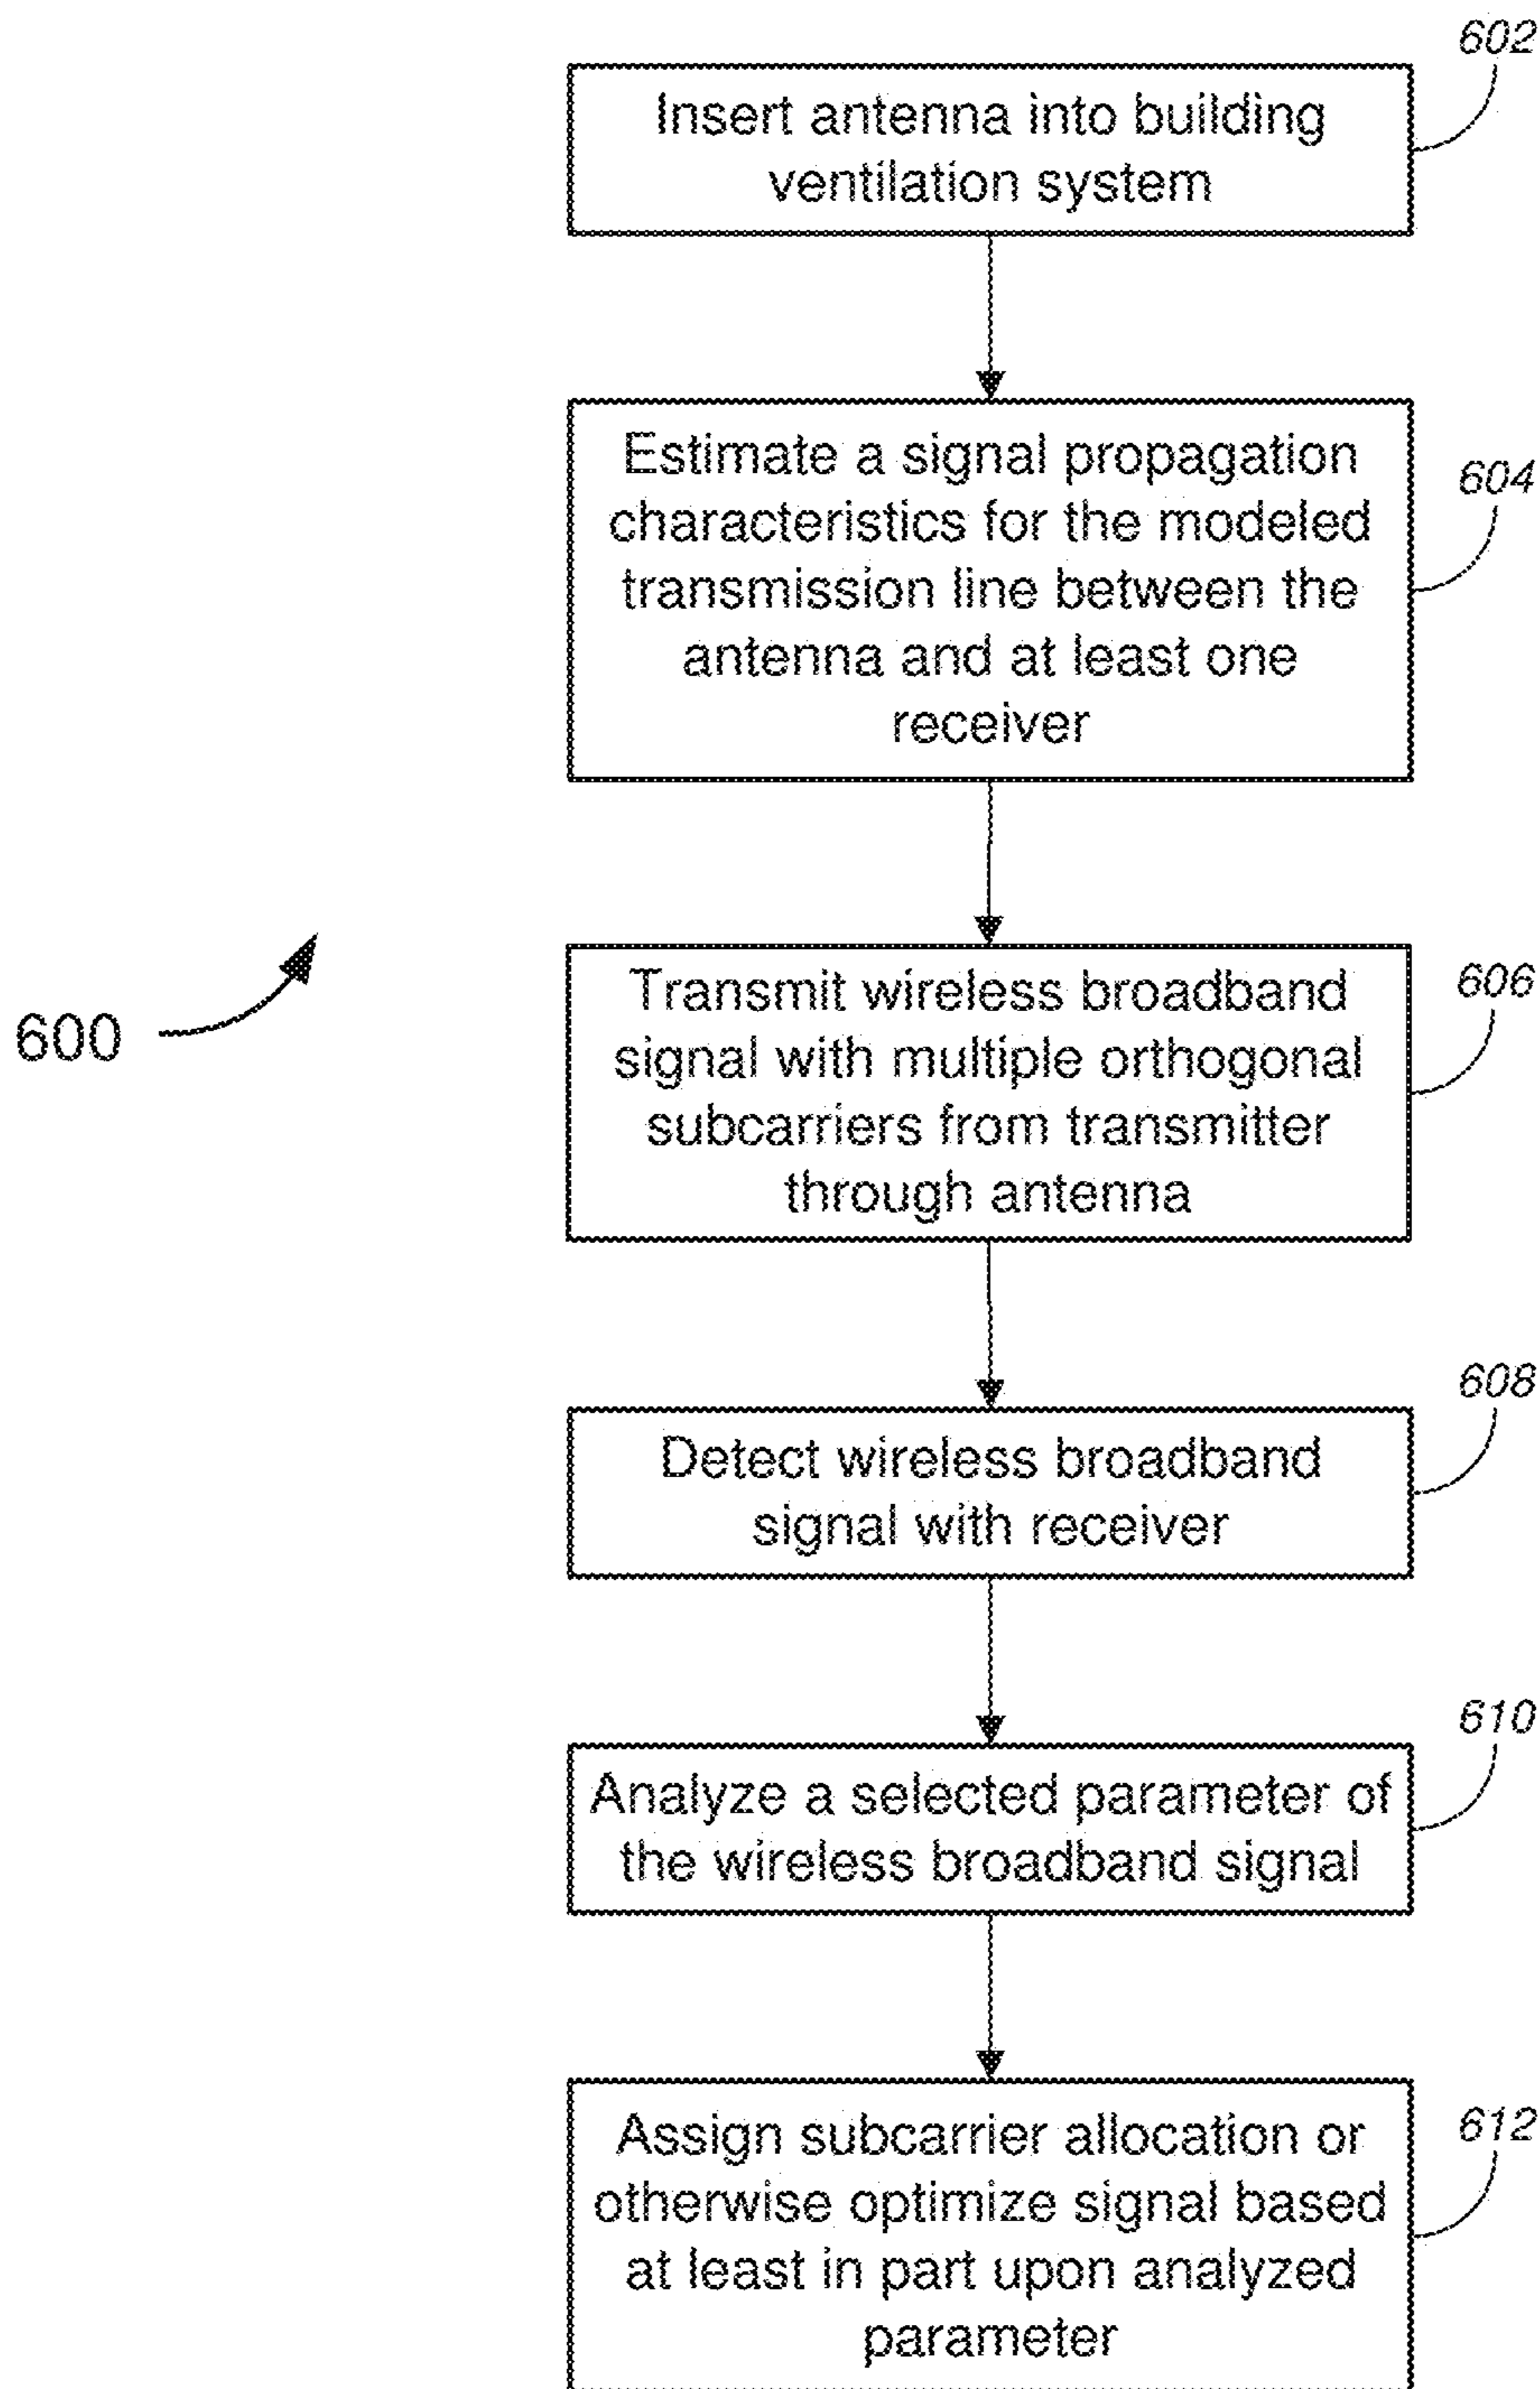 602
Insert antenna into building
ventilation system
604
Estimate a signal propagation
characteristics for the modeled
transmission line between the
antenna and at least one
receiver
600
606
Transmit wireless broadband
signal with multiple orthogonal
subcarriers from transmitter
through antenna
608
Detect wireless broadband
signal with receiver
610
Analyze a selected parameter of
the wireless broadband signal
612
Assign subcarrier allocation or
otherwise optimize signal based
at least in part upon analyzed
parameter